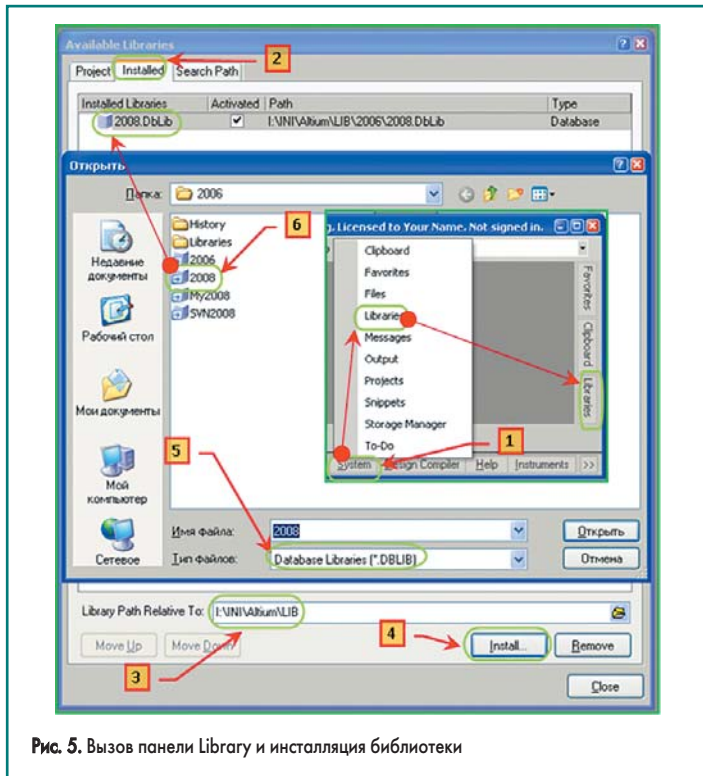 Available Libraries
2
Project Installed Search Path
Installed Libraries Activated Path Type
2008.DbLib I:\INI\Altium\LIB\2006\2008.DbLib Database
Открыть
Папка: 2006
History
Libraries
2006
2008
My2008
SVN2008
6
Недавние документы
Рабочий стол
Мои документы
Мой компьютер
Сетевое
g. Licensed to Your Name. Not signed in.
Clipboard
Favorites
Files
Libraries
Messages
Output
Projects
Snippets
Storage Manager
To-Do
Favorites
Clipboard
Libraries
1
System Design Compiler Help Instruments >>
5
Имя файла: 2008 Открыть
Тип файлов: Database Libraries (*.DBLIB) Отмена
Library Path Relative To: I:\INI\Altium\LIB
4
Move Up Move Down Install... Remove
3
Close
Рис. 5. Вызов панели Library и инсталляция библиотеки